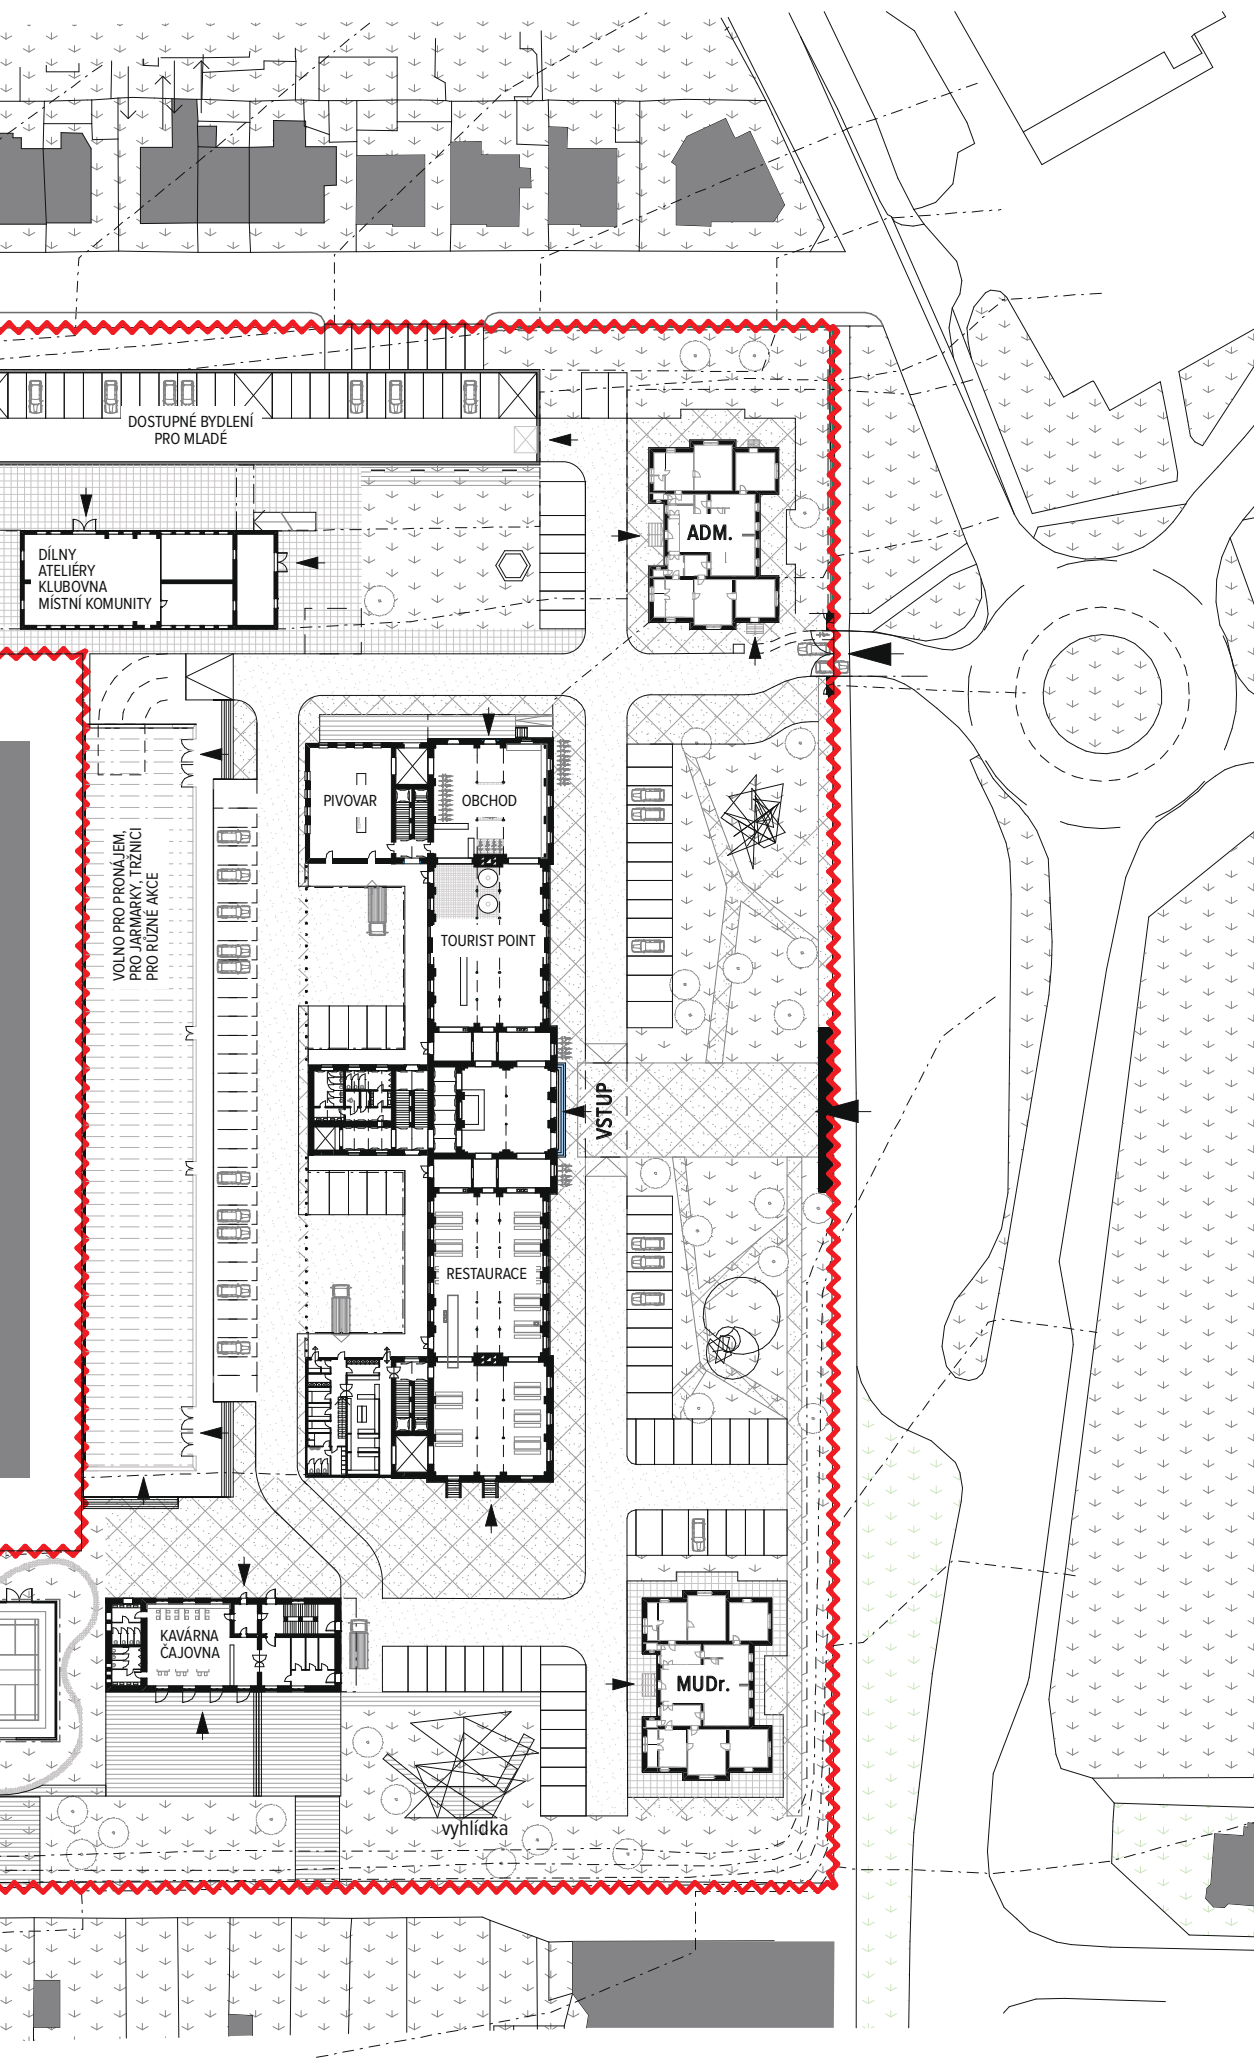 DOSTUPNÉ BYDLENÍ
PRO MLADÉ
ADM.
DÍLNY
ATELIÉRY
KLUBOVNA
MÍSTNÍ KOMUNITY
PIVOVAR
OBCHOD
VOLNO PRO PRONÁJEM,
PRO JARMARKY, TRŽNICI
PRO RŮZNÉ AKCE
TOURIST POINT
VSTUP
RESTAURACE
KAVÁRNA
ČAJOVNA
MUDr.
vyhlídka